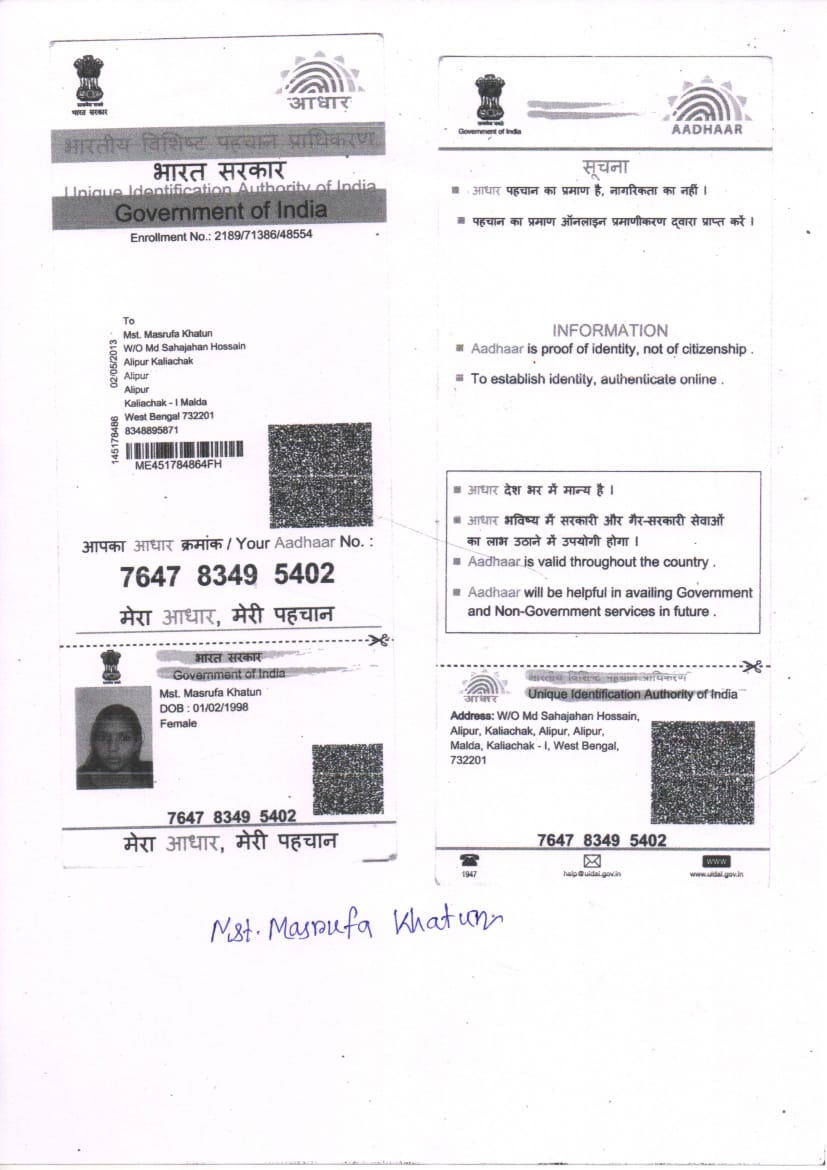 भारत सरकार
आधार
भारतीय विशिष्ट पहचान प्राधिकरण
भारत सरकार
Unique Identification Authority of India
Government of India
Enrollment No.: 2189/71386/48554
To
Mst. Masrufa Khatun
W/O Md Sahajahan Hossain
Alipur Kaliachak
Alipur
Alipur
Kaliachak - I Malda
West Bengal 732201
8348895871
02/05/2013
145178486
ME451784864FH
आपका आधार क्रमांक / Your Aadhaar No. :
7647 8349 5402
मेरा आधार, मेरी पहचान
भारत सरकार
Government of India
Mst. Masrufa Khatun
DOB : 01/02/1998
Female
7647 8349 5402
मेरा आधार, मेरी पहचान
Government of India
AADHAAR
सूचना
आधार पहचान का प्रमाण है, नागरिकता का नहीं ।
पहचान का प्रमाण ऑनलाइन प्रमाणीकरण द्वारा प्राप्त करें ।
INFORMATION
Aadhaar is proof of identity, not of citizenship .
To establish identity, authenticate online .
आधार देश भर में मान्य है ।
आधार भविष्य में सरकारी और गैर-सरकारी सेवाओं
का लाभ उठाने में उपयोगी होगा ।
Aadhaar is valid throughout the country .
Aadhaar will be helpful in availing Government
and Non-Government services in future .
आधार
भारतीय विशिष्ट पहचान प्राधिकरण
Unique Identification Authority of India
Address: W/O Md Sahajahan Hossain,
Alipur, Kaliachak, Alipur, Alipur,
Malda, Kaliachak - I, West Bengal,
732201
7647 8349 5402
1947
help@uidai.gov.in
WWW
www.uidai.gov.in
Mst. Masrufa Khatun